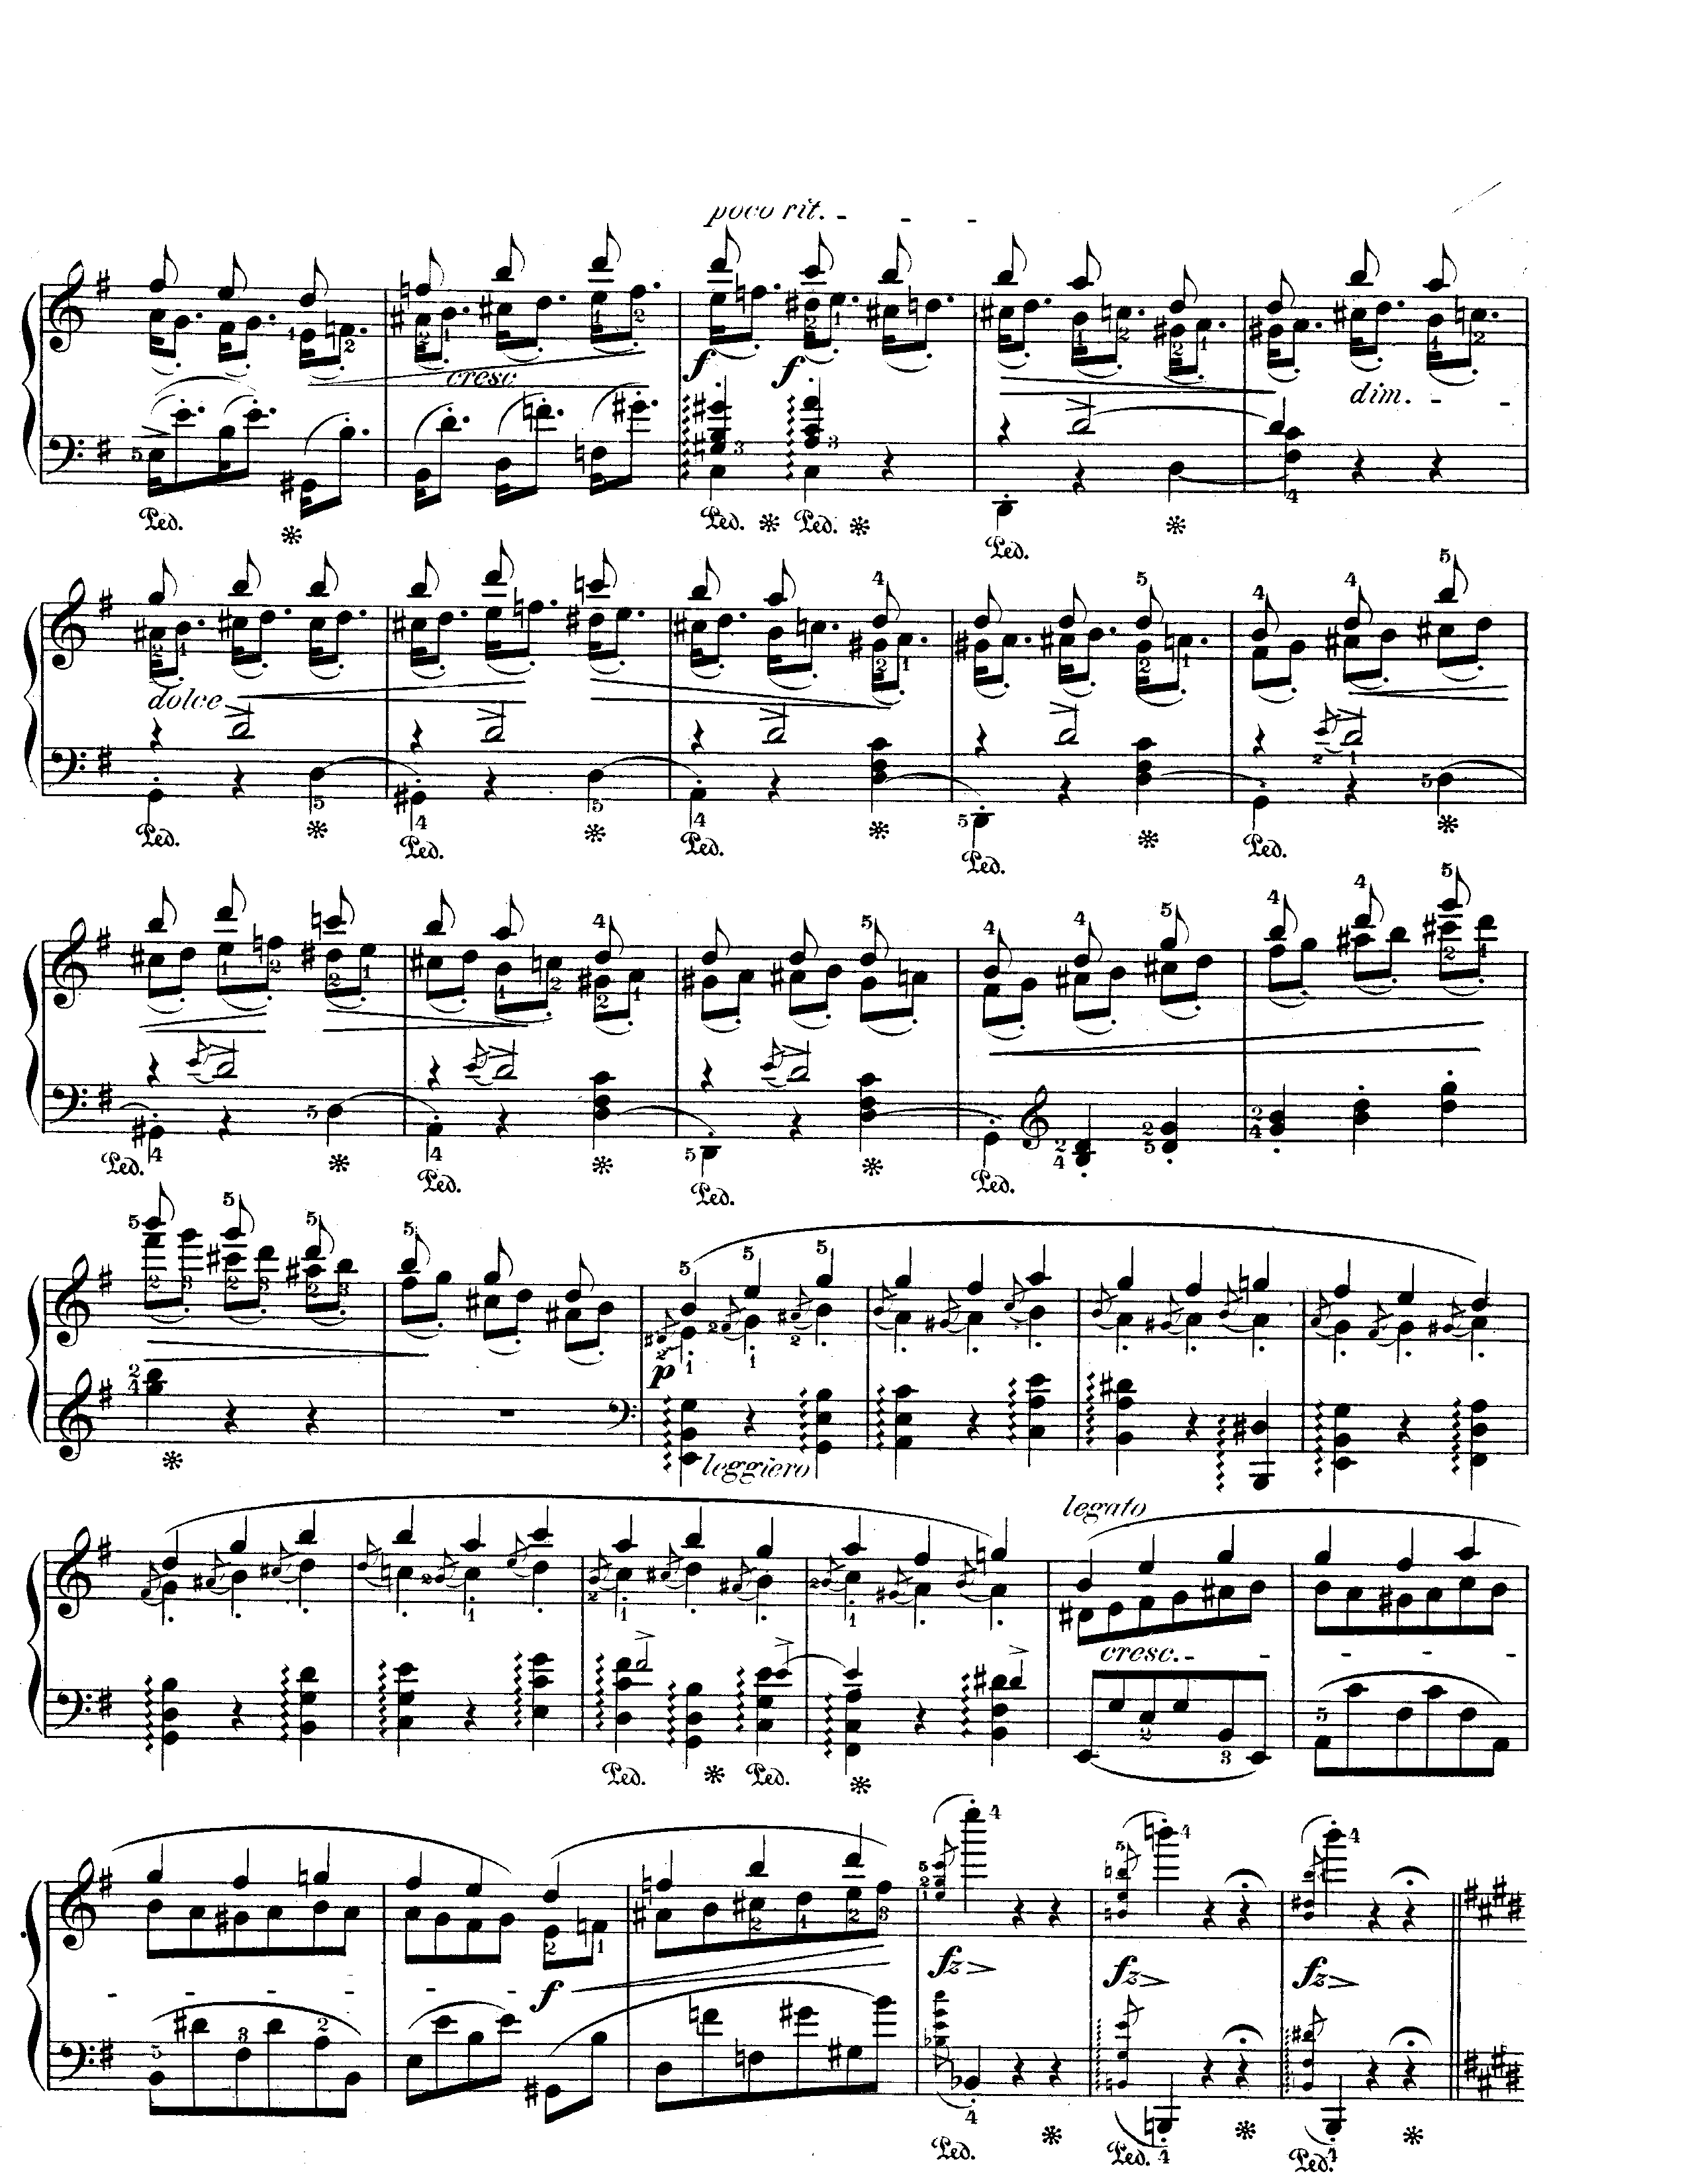 poco rit.
f f
cresc
dim.
Ped. Ped. Ped. Ped.
dolce
Ped. Ped. Ped. Ped. Ped.
Ped. Ped. Ped. Ped.
p
leggiero
legato
cresc.
Ped. Ped.
f fz fz fz
Ped. Ped. Ped.